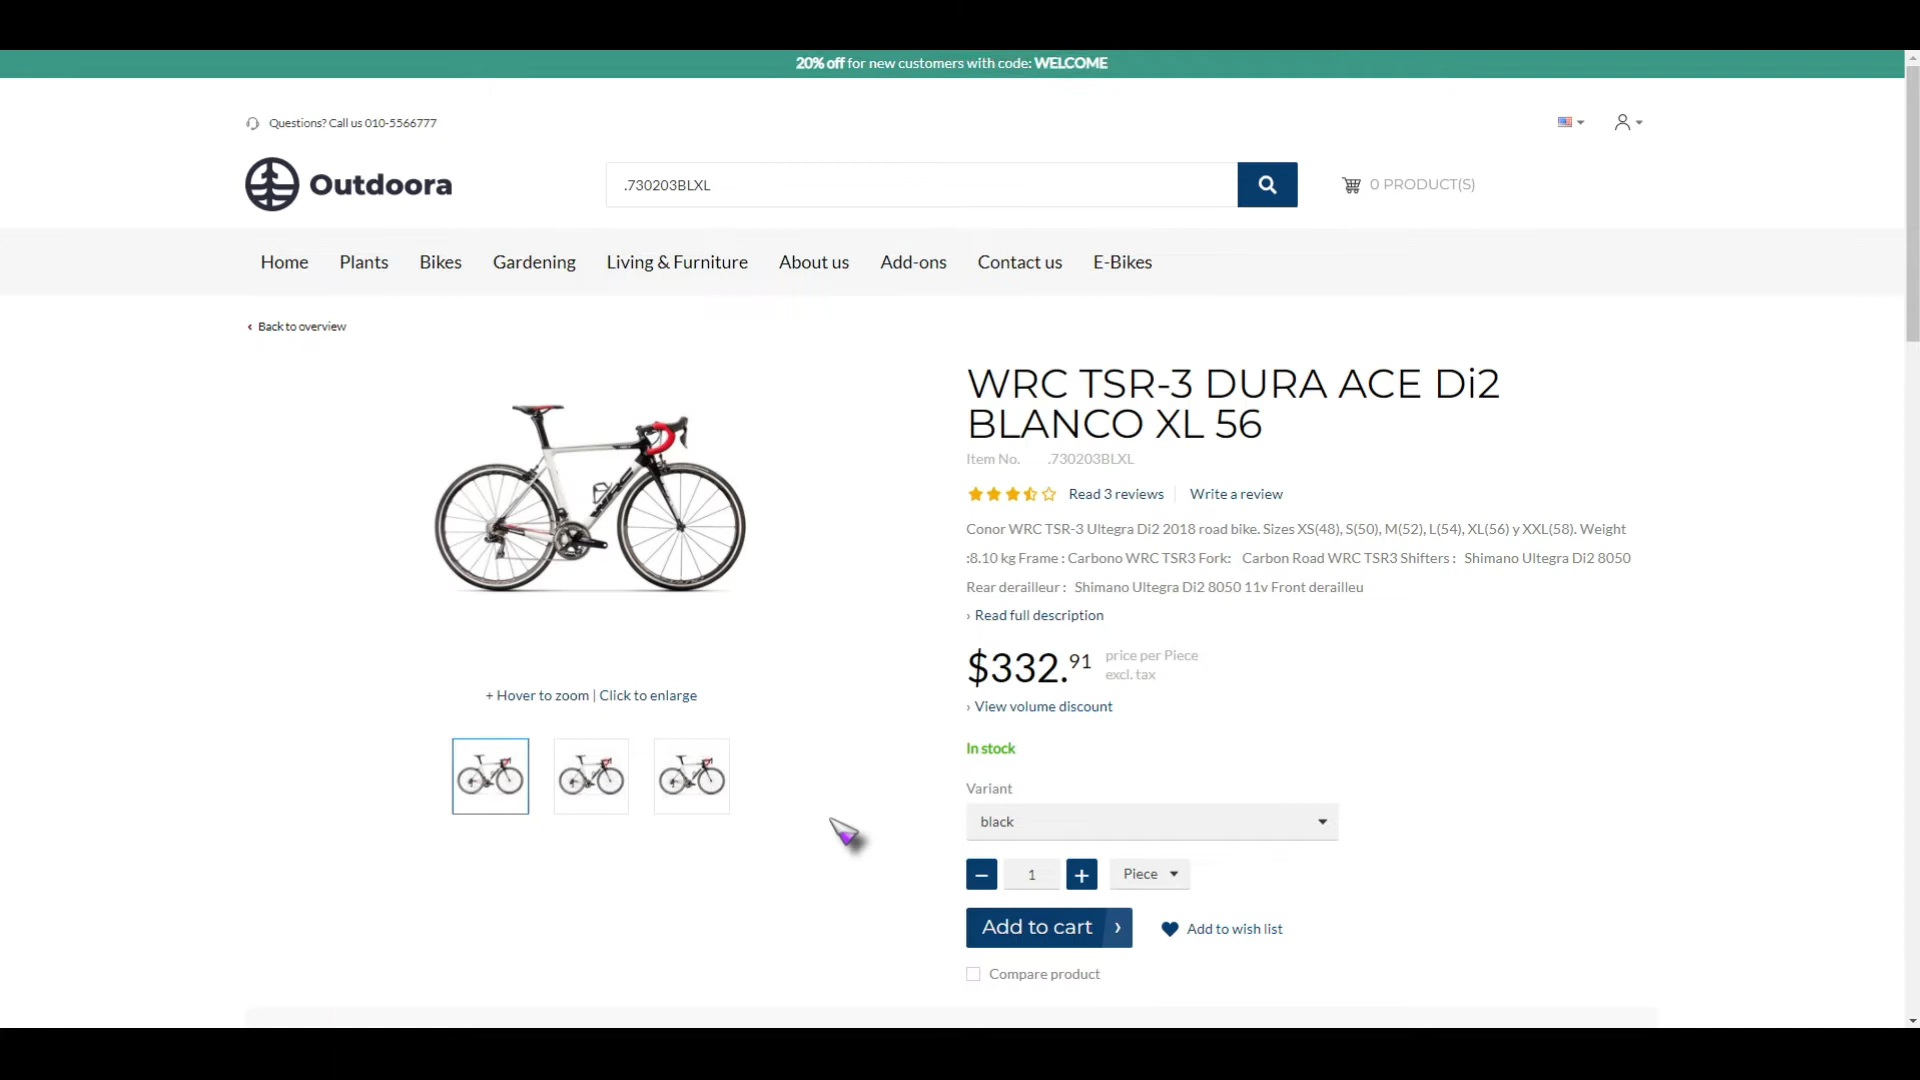 20% off for new customers with code: WELCOME
Questions? Call us 010-5566777
Outdoora
.730203BLXL
0 PRODUCT(S)
Home Plants Bikes Gardening Living & Furniture About us Add-ons Contact us E-Bikes
‹ Back to overview
WRC TSR-3 DURA ACE Di2
BLANCO XL 56
Item No. .730203BLXL
Read 3 reviews Write a review
Conor WRC TSR-3 Ultegra Di2 2018 road bike. Sizes XS(48), S(50), M(52), L(54), XL(56) y XXL(58). Weight
:8.10 kg Frame : Carbono WRC TSR3 Fork: Carbon Road WRC TSR3 Shifters : Shimano Ultegra Di2 8050
Rear derailleur : Shimano Ultegra Di2 8050 11v Front derailleu
› Read full description
$332.91 price per Piece
excl. tax
› View volume discount
+ Hover to zoom | Click to enlarge
In stock
Variant
black
− 1 + Piece
Add to cart › Add to wish list
Compare product